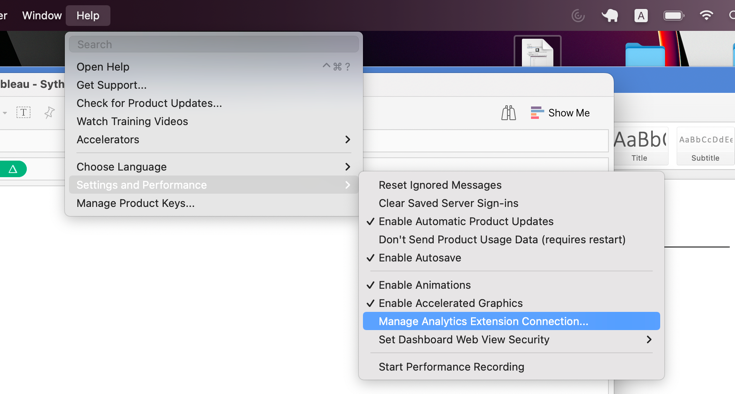 Window Help
A
Search
Open Help ^⌘?
Get Support...
Check for Product Updates...
Watch Training Videos
Accelerators
Choose Language
Settings and Performance
Manage Product Keys...
bleau - Syth
T
Show Me
AaBbC
Title
AaBbCcDdEe
Subtitle
Reset Ignored Messages
Clear Saved Server Sign-ins
Enable Automatic Product Updates
Don't Send Product Usage Data (requires restart)
Enable Autosave
Enable Animations
Enable Accelerated Graphics
Manage Analytics Extension Connection...
Set Dashboard Web View Security
Start Performance Recording